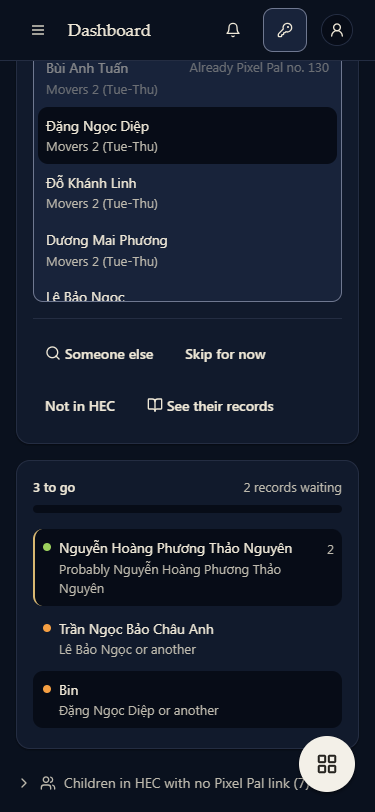 Dashboard
Bùi Anh Tuấn Already Pixel Pal no. 130
Movers 2 (Tue-Thu)
Đặng Ngọc Diệp
Movers 2 (Tue-Thu)
Đỗ Khánh Linh
Movers 2 (Tue-Thu)
Dương Mai Phương
Movers 2 (Tue-Thu)
Lê Bảo Ngọc
Someone else Skip for now
Not in HEC See their records
3 to go 2 records waiting
Nguyễn Hoàng Phương Thảo Nguyên 2
Probably Nguyễn Hoàng Phương Thảo
Nguyên
Trần Ngọc Bảo Châu Anh
Lê Bảo Ngọc or another
Bin
Đặng Ngọc Diệp or another
Children in HEC with no Pixel Pal link (7)